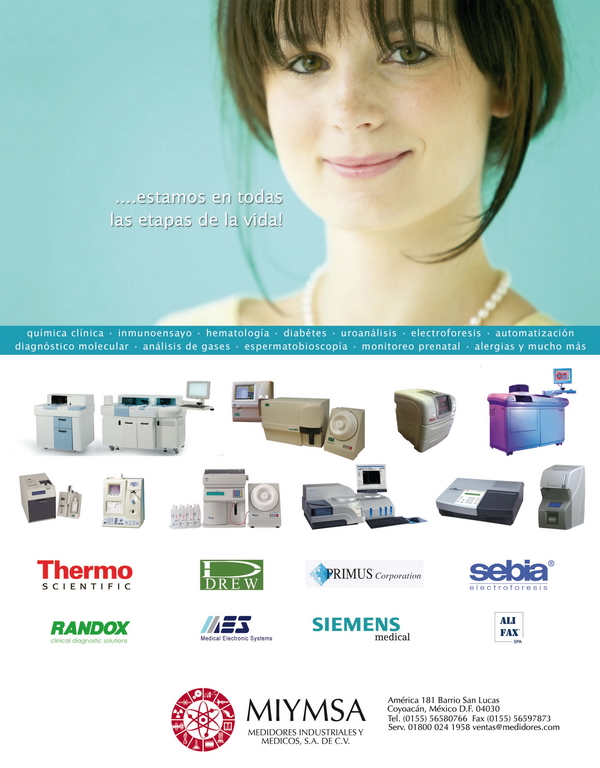 ....estamos en todas
las etapas de la vida!
química clínica · inmunoensayo · hematología · diabétes · uroanálisis · electroforesis · automatización
diagnóstico molecular · análisis de gases · espermatobioscopía · monitoreo prenatal · alergias y mucho más
Thermo
SCIENTIFIC
DREW
PRIMUS Corporation
sebia®
electroforesis
RANDOX
clinical diagnostic solutions
MES
Medical Electronic Systems
SIEMENS
medical
ALI
FAX®
SPA
MIYMSA
MEDIDORES INDUSTRIALES Y
MEDICOS, S.A. DE C.V.
América 181 Barrio San Lucas
Coyoacán, México D.F. 04030
Tel. (0155) 56580766 Fax (0155) 56597873
Serv. 01800 024 1958 ventas@medidores.com